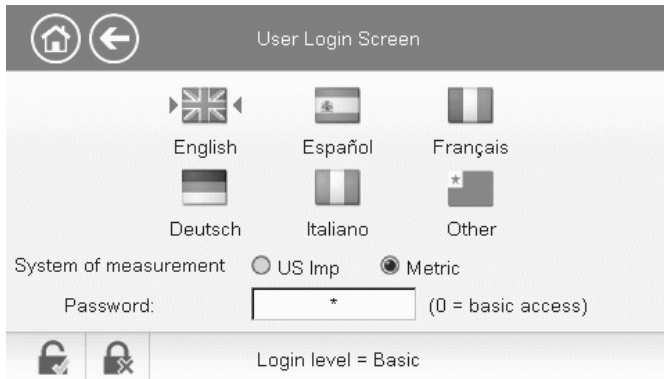 User Login Screen
English Español Français
Deutsch Italiano Other
System of measurement US Imp Metric
Password: * (0 = basic access)
Login level = Basic